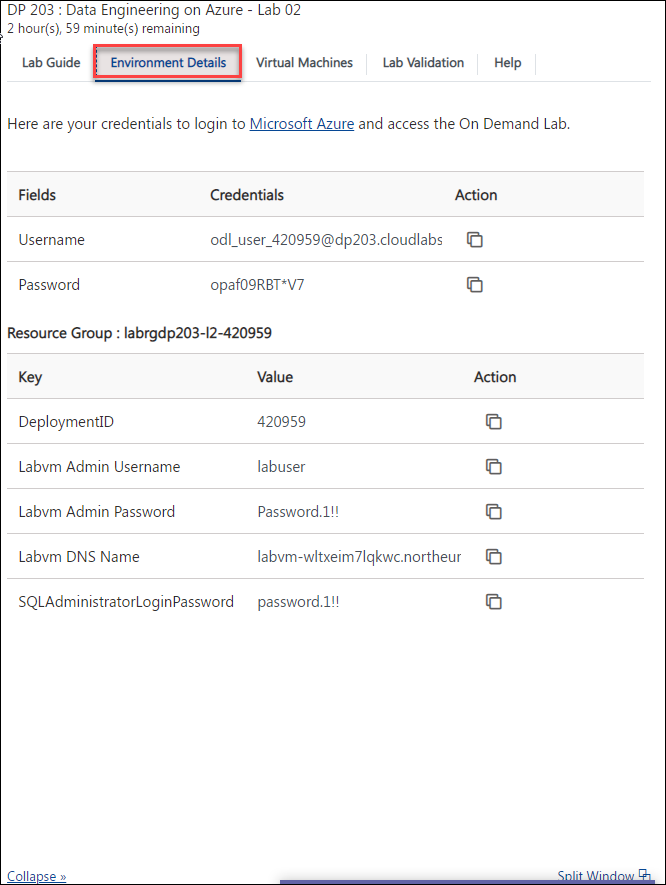 DP 203 : Data Engineering on Azure - Lab 02
2 hour(s), 59 minute(s) remaining
Lab Guide Environment Details Virtual Machines Lab Validation Help
Here are your credentials to login to Microsoft Azure and access the On Demand Lab.
Fields Credentials Action
Username odl_user_420959@dp203.cloudlabs
Password opaf09RBT*V7
Resource Group : labrgdp203-l2-420959
Key Value Action
DeploymentID 420959
Labvm Admin Username labuser
Labvm Admin Password Password.1!!
Labvm DNS Name labvm-wltxeim7lqkwc.northeur
SQLAdministratorLoginPassword password.1!!
Collapse » Split Window